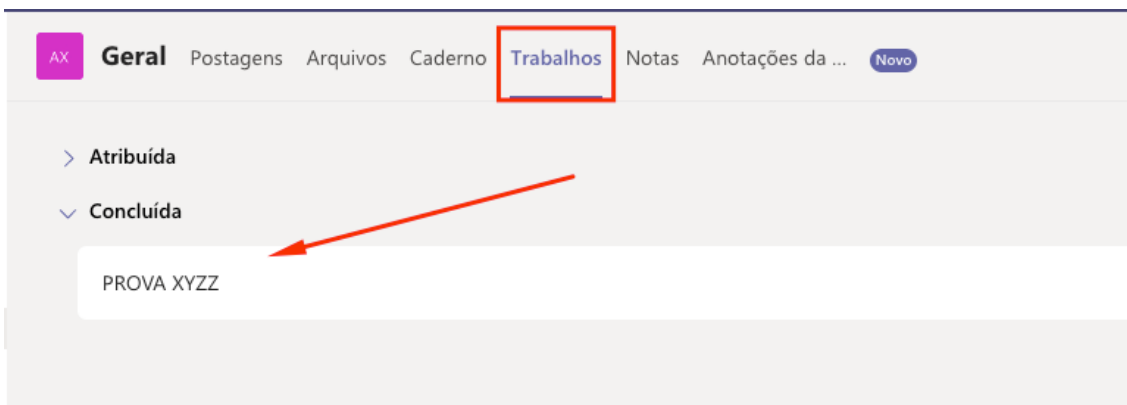 AX Geral Postagens Arquivos Caderno Trabalhos Notas Anotações da ... Novo
Atribuída
Concluída
PROVA XYZZ